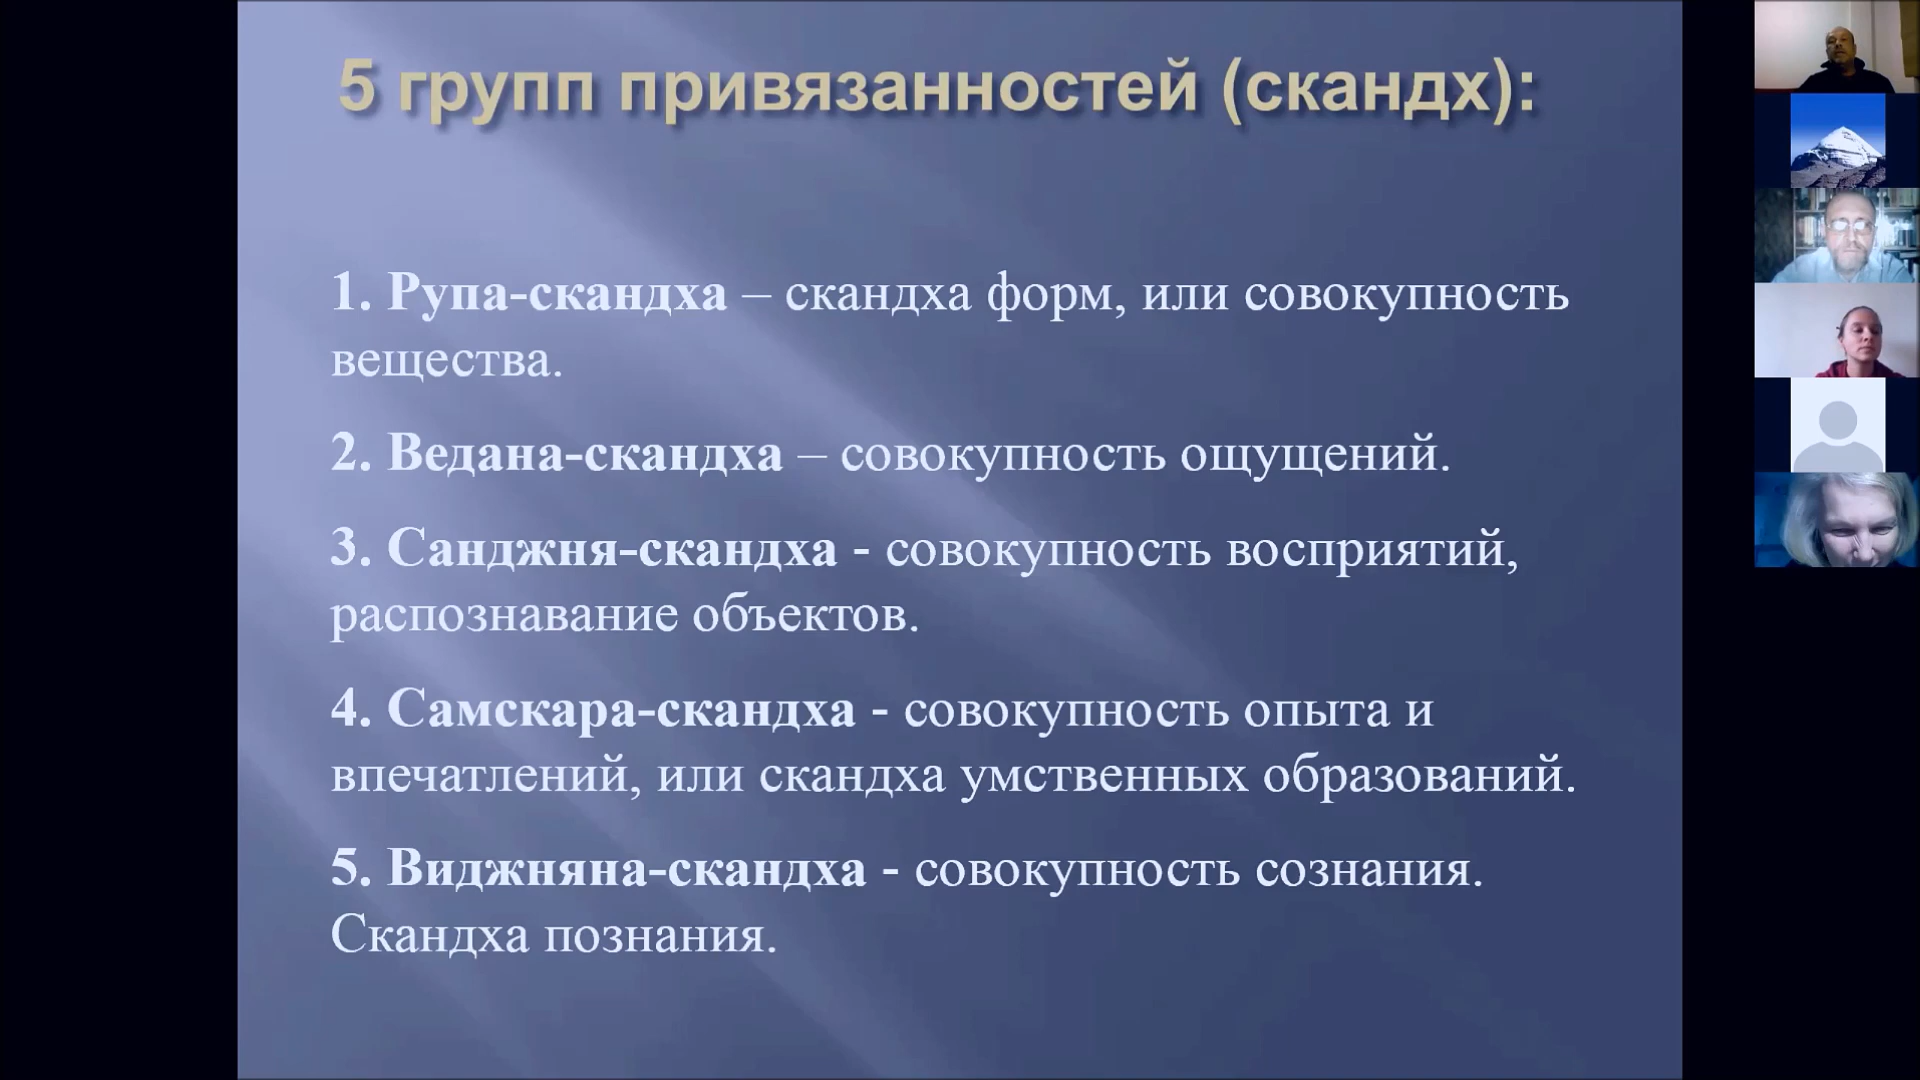 5 групп привязанностей (скандх):
1. Рупа-скандха – скандха форм, или совокупность
вещества.
2. Ведана-скандха – совокупность ощущений.
3. Санджня-скандха - совокупность восприятий,
распознавание объектов.
4. Самскара-скандха - совокупность опыта и
впечатлений, или скандха умственных образований.
5. Виджняна-скандха - совокупность сознания.
Скандха познания.